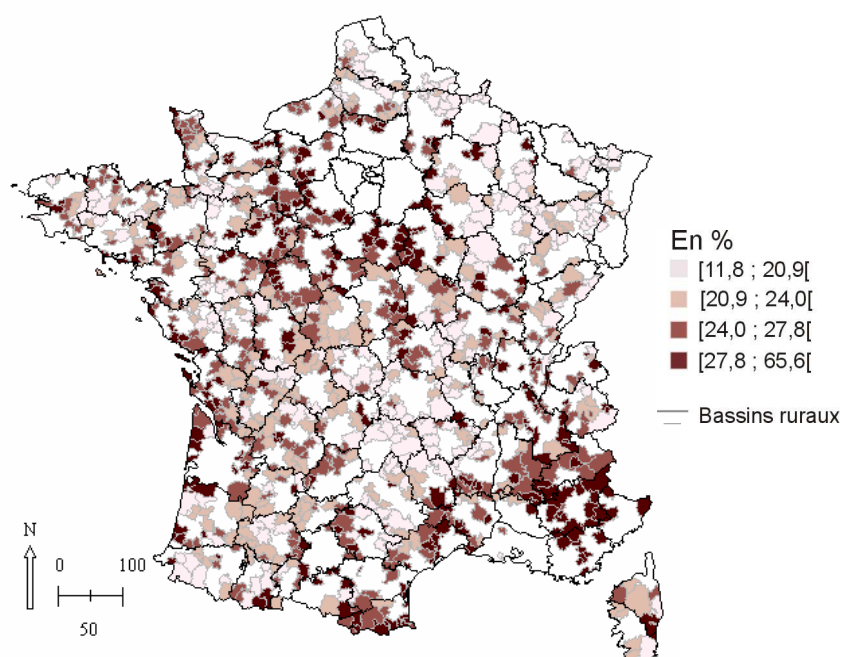 En %
[11,8 ; 20,9[
[20,9 ; 24,0[
[24,0 ; 27,8[
[27,8 ; 65,6[
Bassins ruraux
N
0 100
50